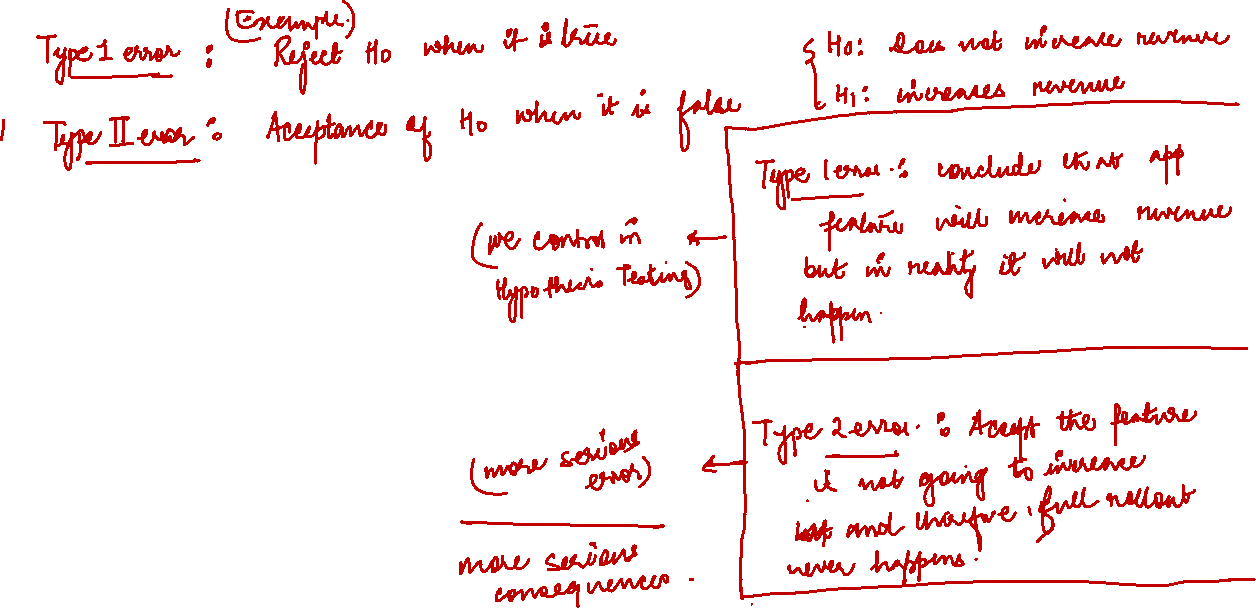 (Example.)
Type 1 error : Reject H0 when it is true
Type II error : Acceptance of H0 when it is false
H0: Does not increase revenue
H1: increases revenue
Type 1 error : conclude that app
feature will increase revenue
but in reality it will not
happen.
(we control in
Hypothesis Testing)
Type 2 error : Accept the feature
is not going to increase
and therefore, full rollout
never happens.
(more serious
error)
more serious
consequences.